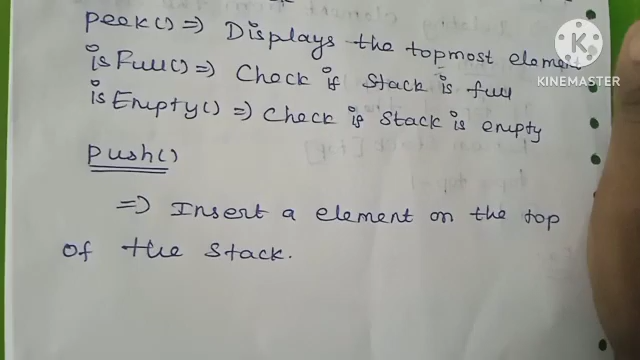 peek() => Displays the topmost element
isFull() => Check if Stack is full
isEmpty() => Check if Stack is empty
push()
=> Insert a element on the top
of the Stack.
K
KINEMASTER